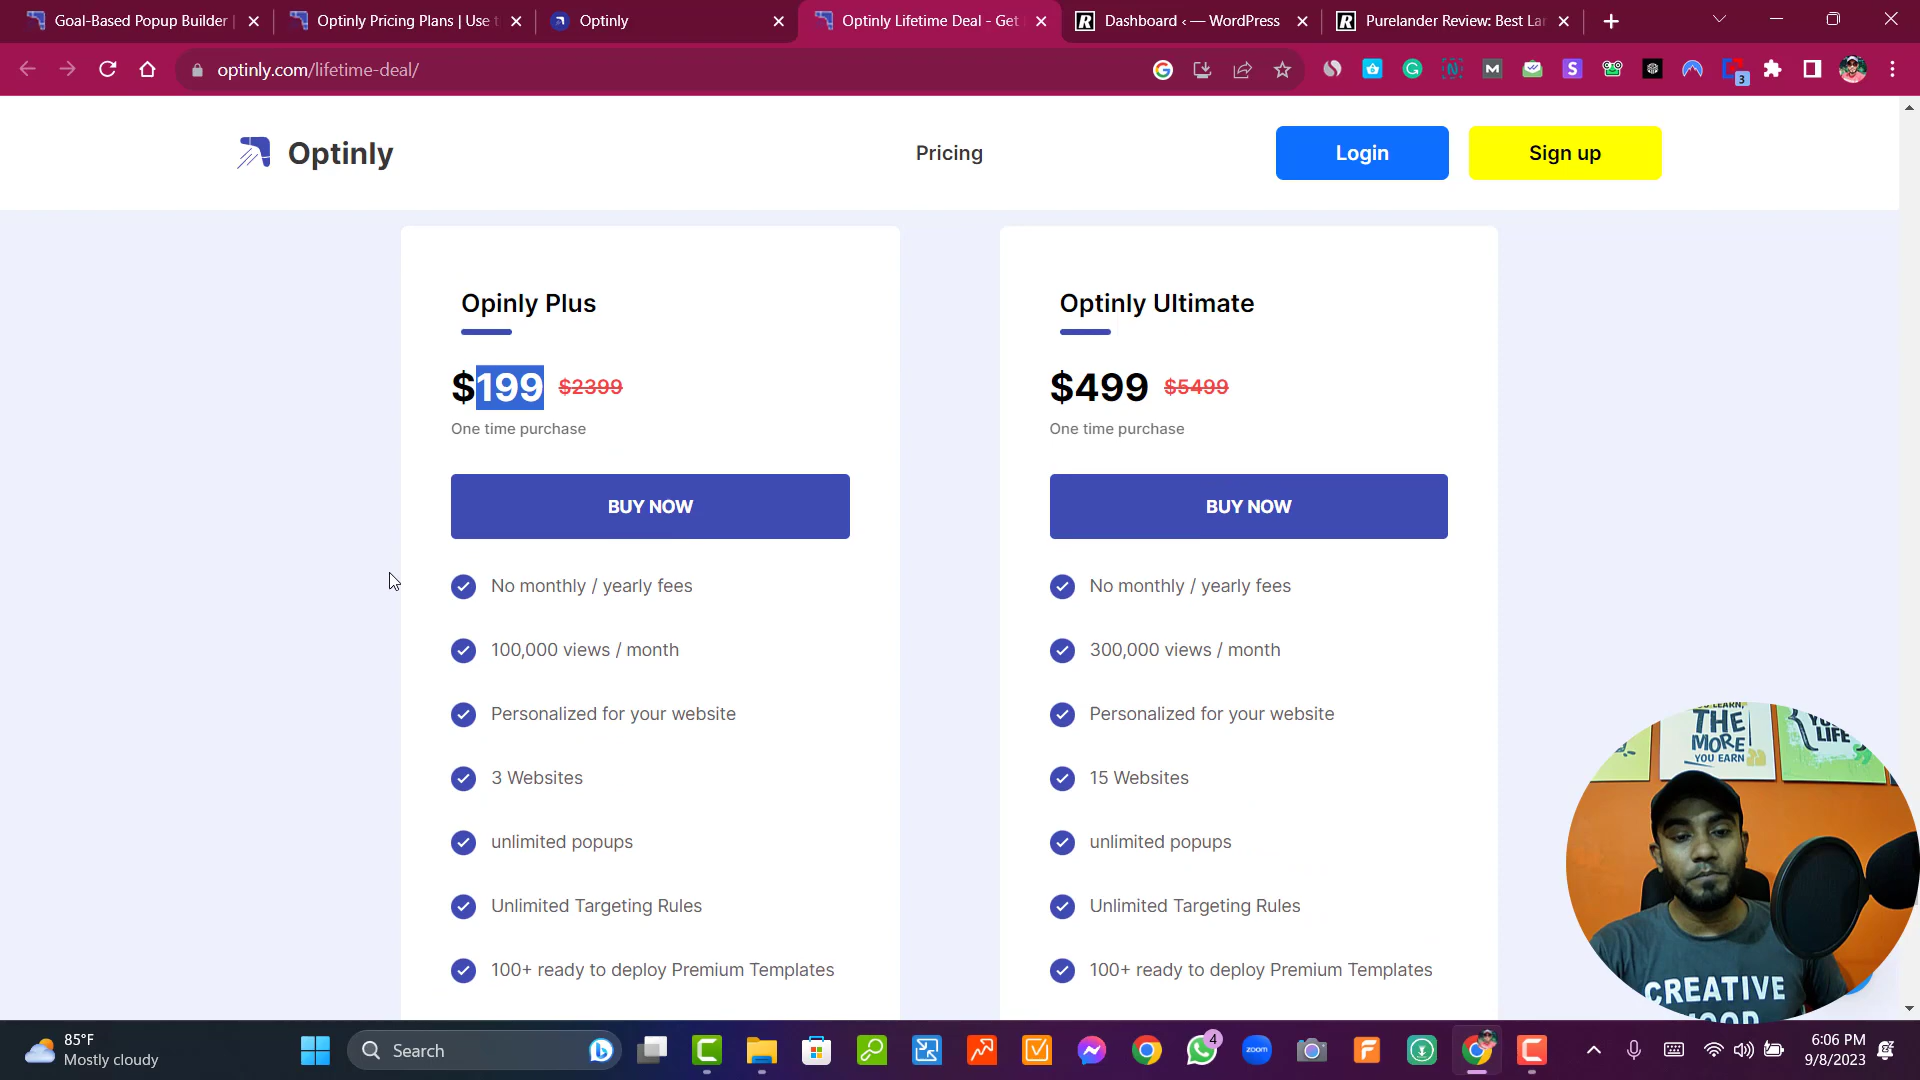 Goal-Based Popup Builder
Optinly Pricing Plans | Use t
Optinly
Optinly Lifetime Deal - Get
Dashboard ‹ — WordPress
Purelander Review: Best La
optinly.com/lifetime-deal/
3
Optinly
Pricing
Login
Sign up
Opinly Plus
$199 $2399
One time purchase
BUY NOW
No monthly / yearly fees
100,000 views / month
Personalized for your website
3 Websites
unlimited popups
Unlimited Targeting Rules
100+ ready to deploy Premium Templates
Optinly Ultimate
$499 $5499
One time purchase
BUY NOW
No monthly / yearly fees
300,000 views / month
Personalized for your website
15 Websites
unlimited popups
Unlimited Targeting Rules
100+ ready to deploy Premium Templates
LEARN,
THE
MORE
YOU EARN
LIFE
CREATIVE
85°F
Mostly cloudy
Search
4
zoom
6:06 PM
9/8/2023